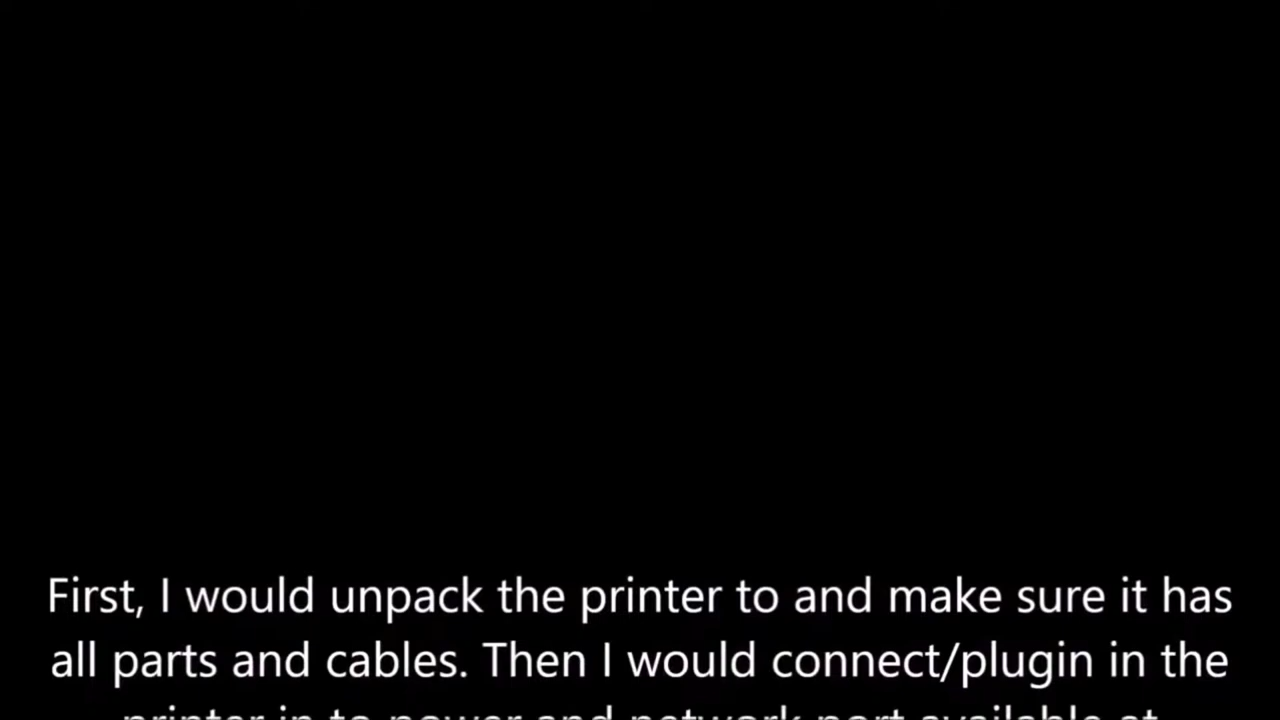 First, I would unpack the printer to and make sure it has
all parts and cables. Then I would connect/plugin in the
printer in to power and network port available at